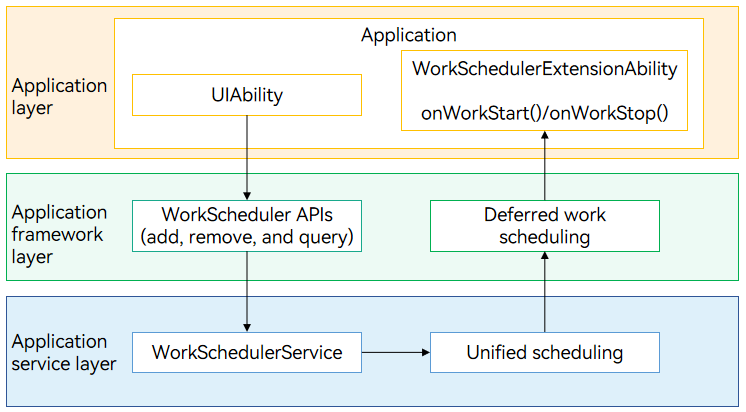 Application
Application
layer
UIAbility
WorkSchedulerExtensionAbility
onWorkStart()/onWorkStop()
Application
framework
layer
WorkScheduler APIs
(add, remove, and query)
Deferred work
scheduling
Application
service layer
WorkSchedulerService
Unified scheduling